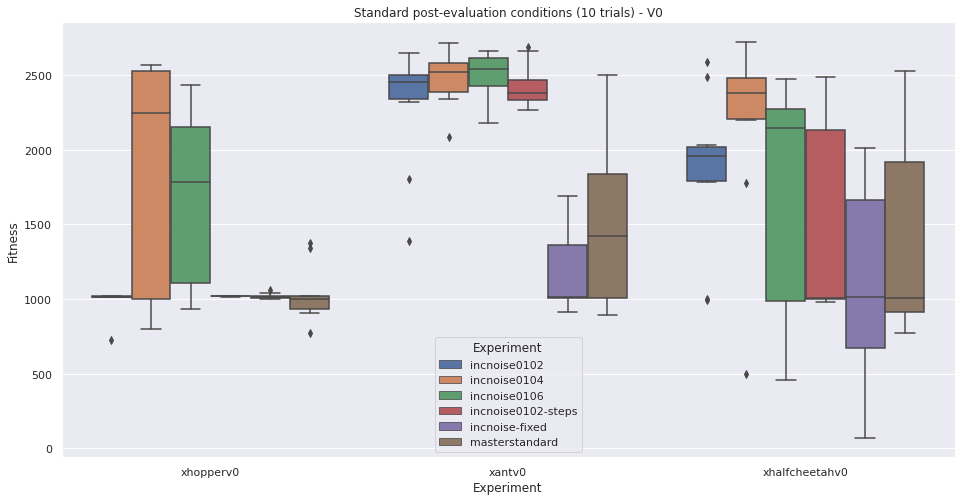 Standard post-evaluation conditions (10 trials) - V0
Fitness
2500
2000
1500
1000
500
0
Experiment
incnoise0102
incnoise0104
incnoise0106
incnoise0102-steps
incnoise-fixed
masterstandard
xhopperv0
xantv0
xhalfcheetahv0
Experiment